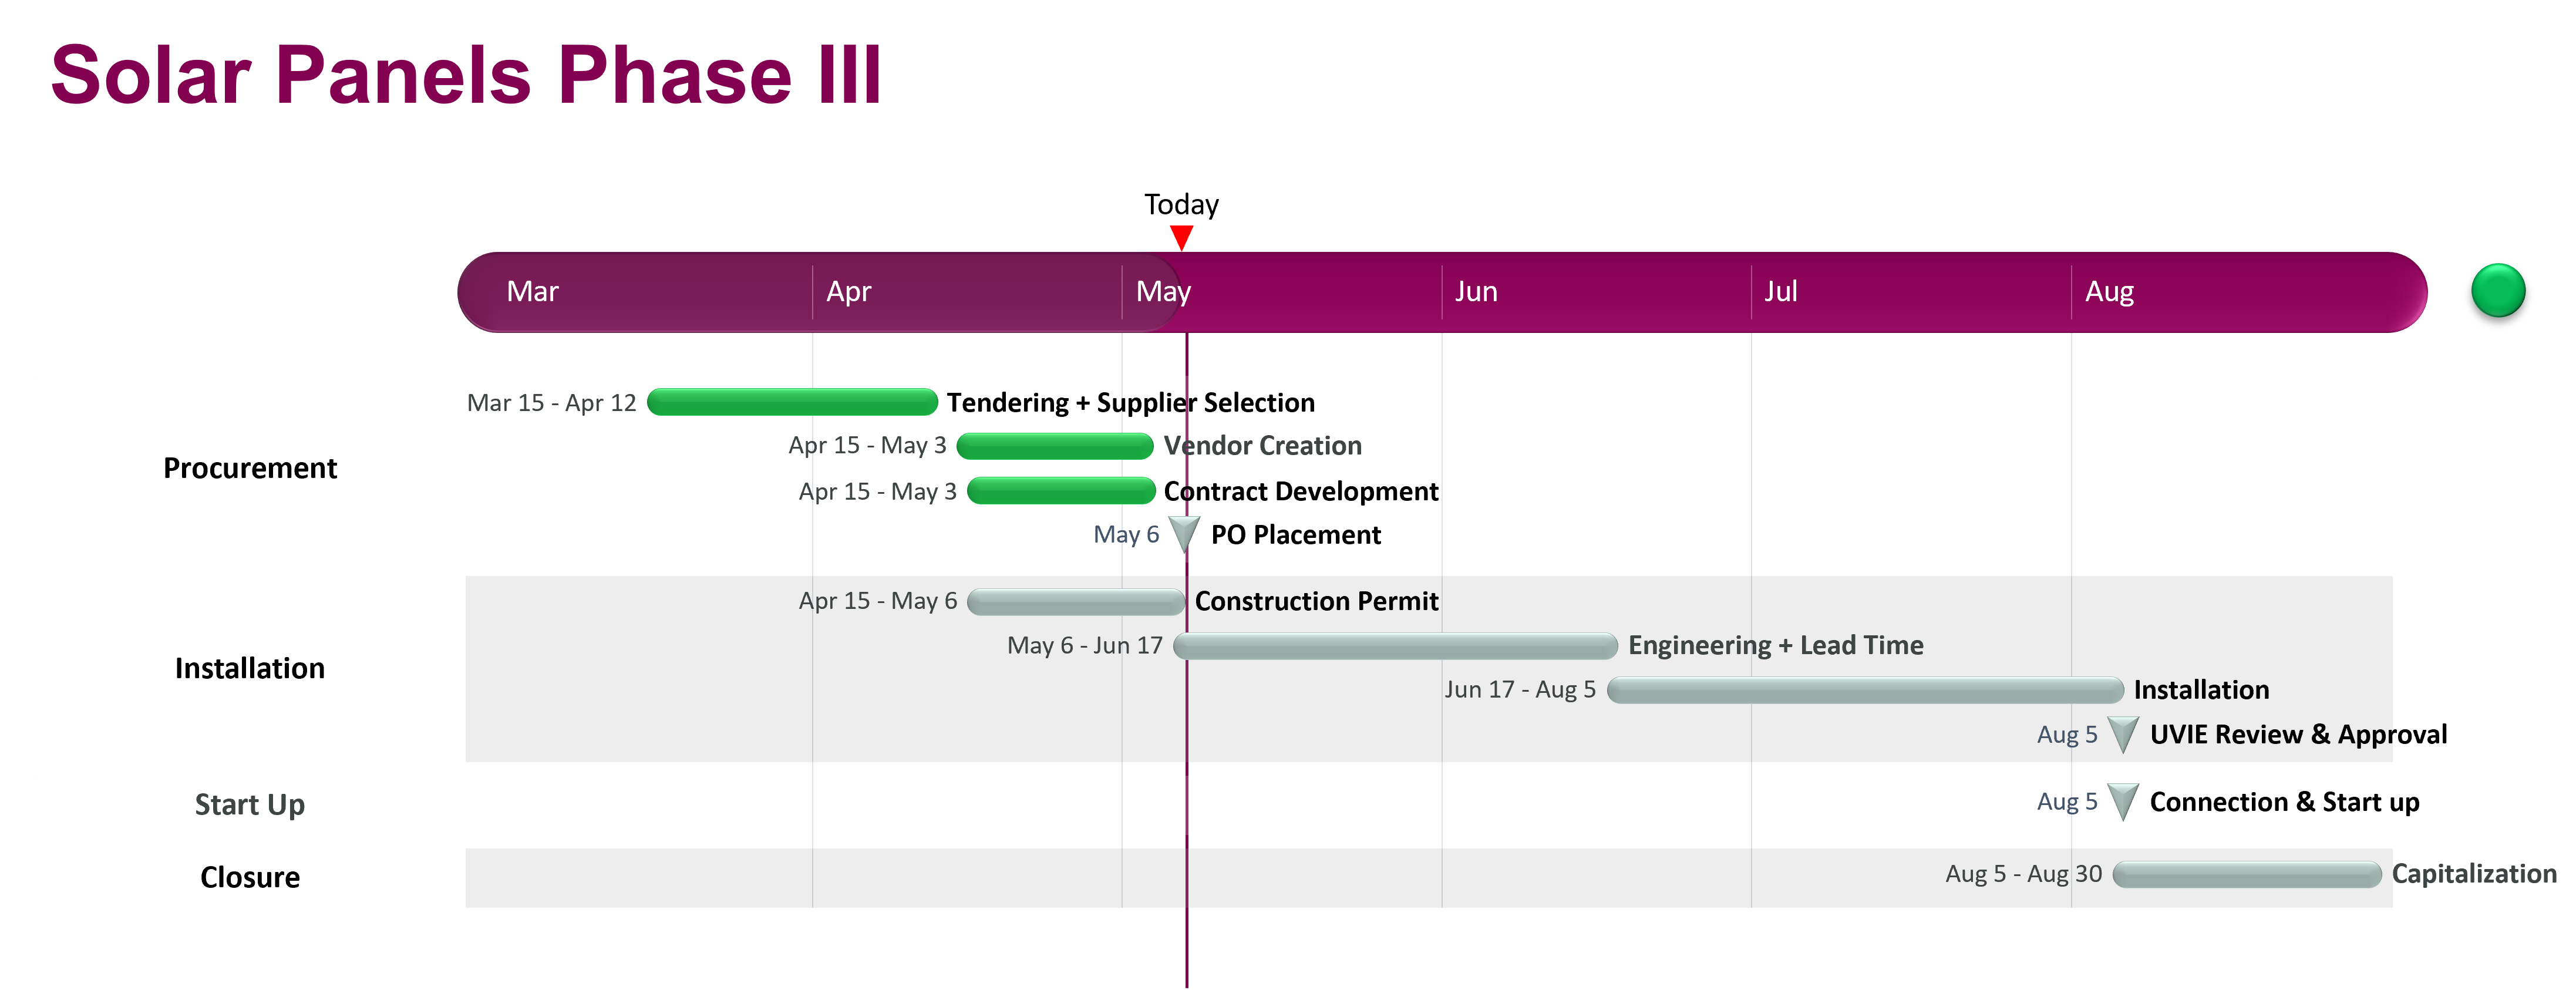 Solar Panels Phase III
Today
Mar Apr May Jun Jul Aug
Procurement
Mar 15 - Apr 12 Tendering + Supplier Selection
Apr 15 - May 3 Vendor Creation
Apr 15 - May 3 Contract Development
May 6 PO Placement
Installation
Apr 15 - May 6 Construction Permit
May 6 - Jun 17 Engineering + Lead Time
Jun 17 - Aug 5 Installation
Aug 5 UVIE Review & Approval
Start Up
Aug 5 Connection & Start up
Closure
Aug 5 - Aug 30 Capitalization